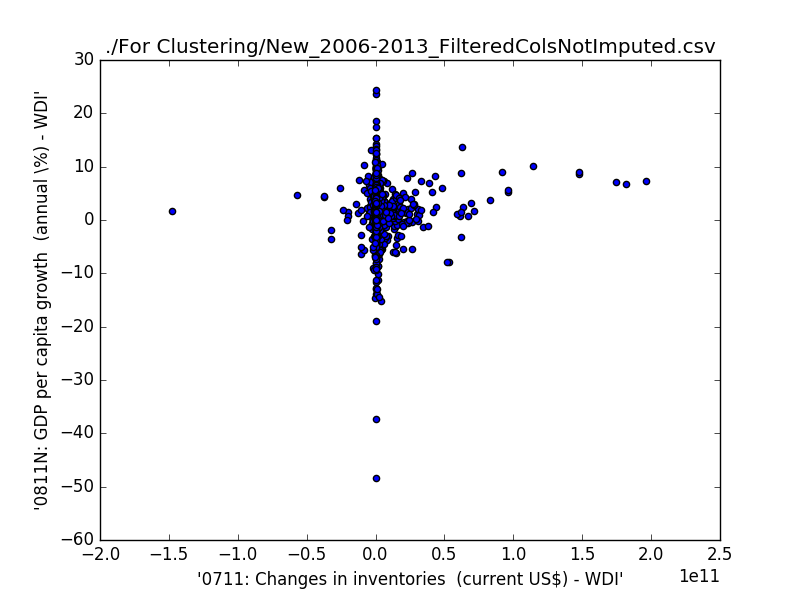 ./For Clustering/New_2006-2013_FilteredColsNotImputed.csv
30
20
10
0
−10
−20
−30
−40
−50
−60
'0811N: GDP per capita growth  (annual \%) - WDI'
−2.0 −1.5 −1.0 −0.5 0.0 0.5 1.0 1.5 2.0 2.5
1e11
'0711: Changes in inventories  (current US$) - WDI'